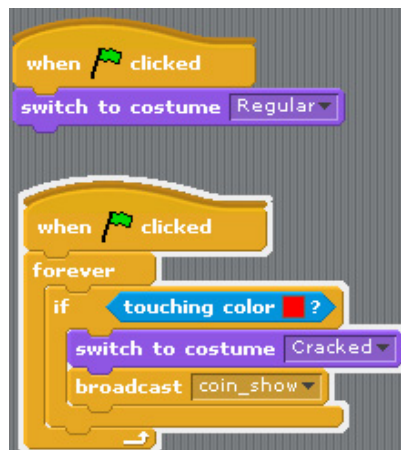 when clicked
switch to costume Regular
when clicked
forever
if touching color ?
switch to costume Cracked
broadcast coin_show